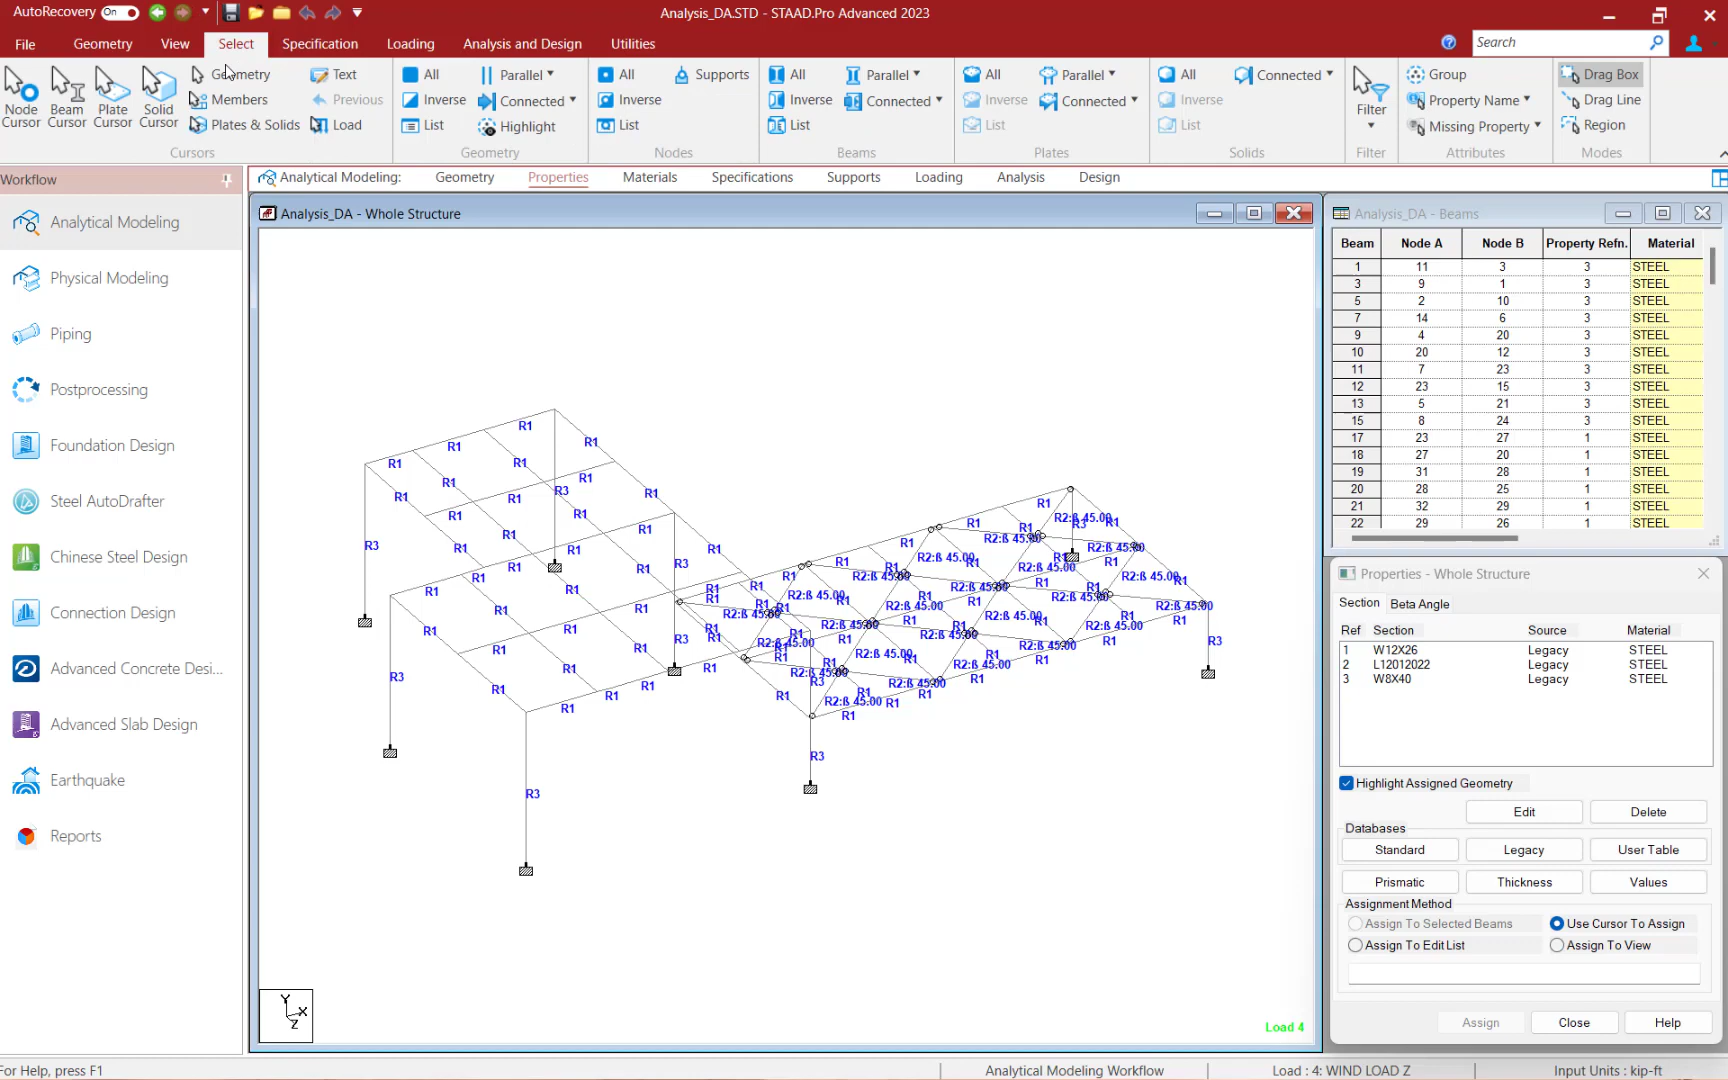 AutoRecovery On
Analysis_DA.STD - STAAD.Pro Advanced 2023
File Geometry View Select Specification Loading Analysis and Design Utilities Search
Node Cursor Beam Cursor Plate Cursor Solid Cursor
Geometry Text
Members Previous
Plates & Solids Load
Cursors
All Parallel
Inverse Connected
List Highlight
Geometry
All Supports
Inverse
List
Nodes
All Parallel
Inverse Connected
List
Beams
All Parallel
Inverse Connected
List
Plates
All Connected
Inverse
List
Solids
Filter
Filter
Group
Property Name
Missing Property
Attributes
Drag Box
Drag Line
Region
Modes
Workflow
Analytical Modeling
Physical Modeling
Piping
Postprocessing
Foundation Design
Steel AutoDrafter
Chinese Steel Design
Connection Design
Advanced Concrete Desi...
Advanced Slab Design
Earthquake
Reports
Analytical Modeling: Geometry Properties Materials Specifications Supports Loading Analysis Design
Analysis_DA - Whole Structure
R1
R2:ß 45.00
R3
Y
X
Z
Load 4
Analysis_DA - Beams
Beam Node A Node B Property Refn. Material
1 11 3 3 STEEL
3 9 1 3 STEEL
5 2 10 3 STEEL
7 14 6 3 STEEL
9 4 20 3 STEEL
10 20 12 3 STEEL
11 7 23 3 STEEL
12 23 15 3 STEEL
13 5 21 3 STEEL
15 8 24 3 STEEL
17 23 27 1 STEEL
18 27 20 1 STEEL
19 31 28 1 STEEL
20 28 25 1 STEEL
21 32 29 1 STEEL
22 29 26 1 STEEL
Properties - Whole Structure
Section Beta Angle
Ref Section Source Material
1 W12X26 Legacy STEEL
2 L12012022 Legacy STEEL
3 W8X40 Legacy STEEL
Highlight Assigned Geometry
Edit Delete
Databases
Standard Legacy User Table
Prismatic Thickness Values
Assignment Method
Assign To Selected Beams Use Cursor To Assign
Assign To Edit List Assign To View
Assign Close Help
For Help, press F1 Analytical Modeling Workflow Load : 4: WIND LOAD Z Input Units : kip-ft